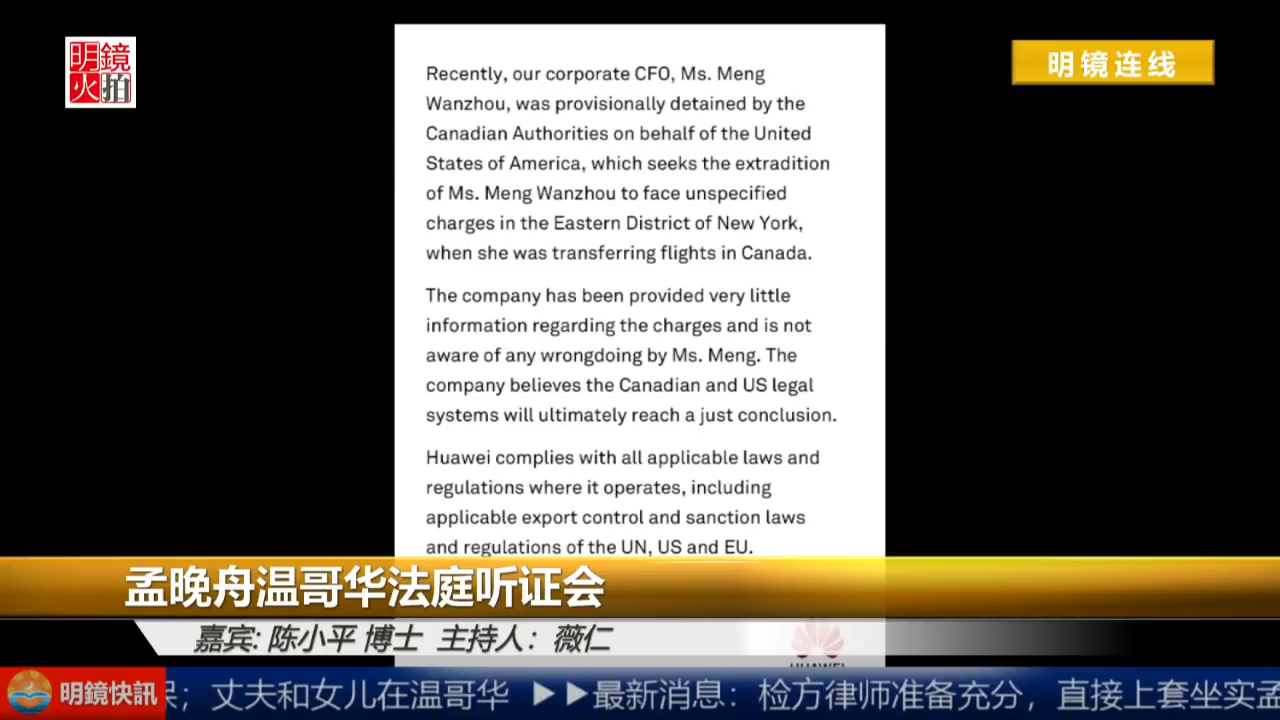 明鏡
火拍
明镜连线
Recently, our corporate CFO, Ms. Meng
Wanzhou, was provisionally detained by the
Canadian Authorities on behalf of the United
States of America, which seeks the extradition
of Ms. Meng Wanzhou to face unspecified
charges in the Eastern District of New York,
when she was transferring flights in Canada.
The company has been provided very little
information regarding the charges and is not
aware of any wrongdoing by Ms. Meng. The
company believes the Canadian and US legal
systems will ultimately reach a just conclusion.
Huawei complies with all applicable laws and
regulations where it operates, including
applicable export control and sanction laws
and regulations of the UN, US and EU.
孟晚舟温哥华法庭听证会
嘉宾: 陈小平 博士 主持人：薇仁
HUAWEI
明鏡快訊
；丈夫和女儿在温哥华 ▶▶最新消息：检方律师准备充分，直接上套坐实孟